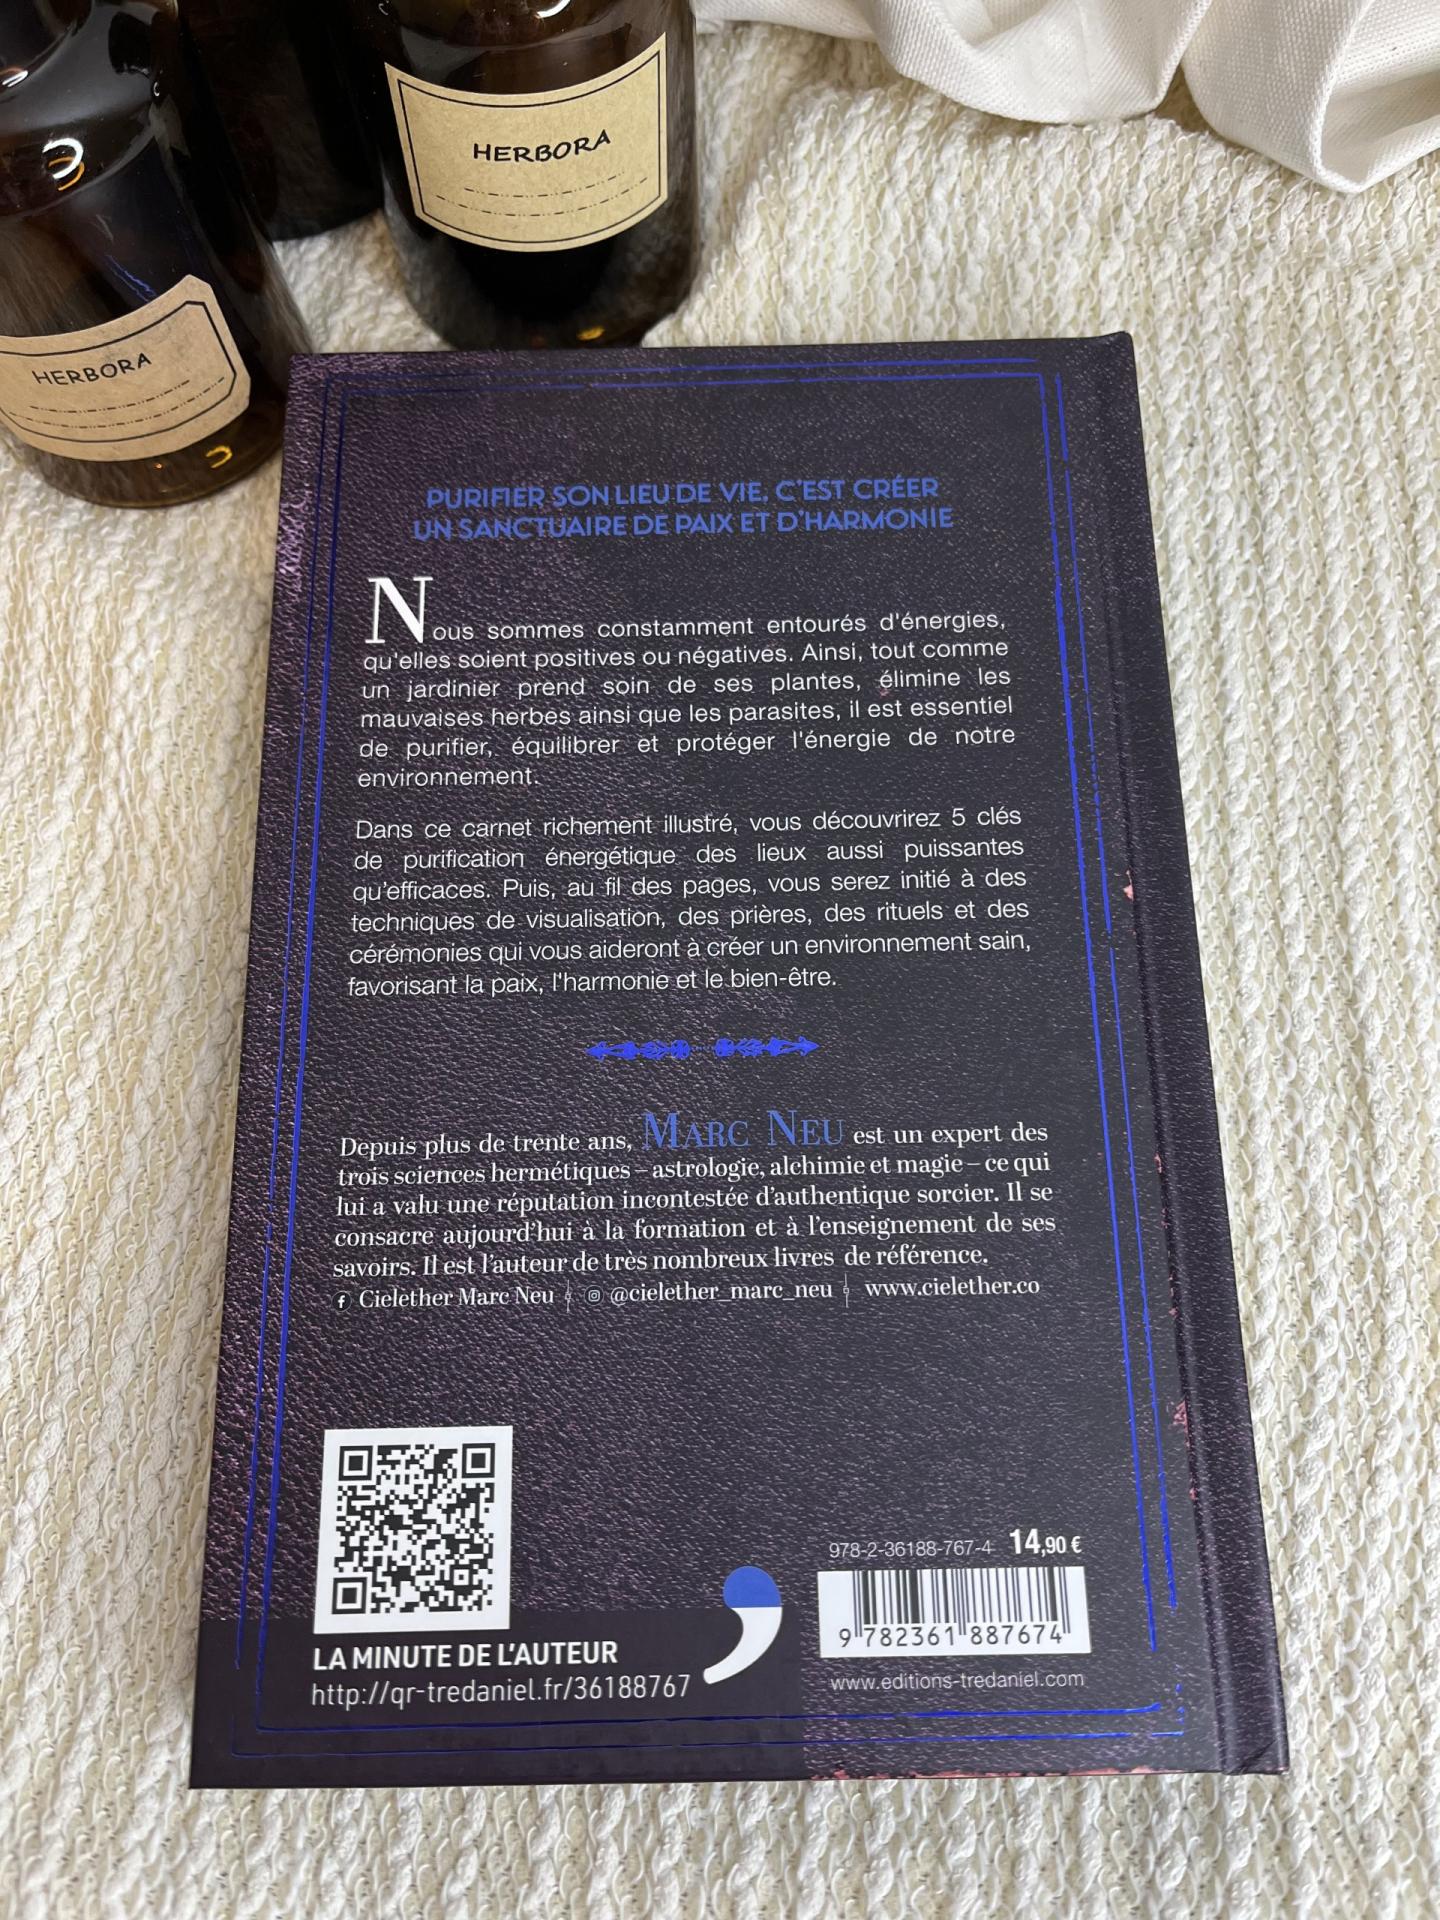 HERBORA
HERBORA
PURIFIER SON LIEU DE VIE, C'EST CRÉER
UN SANCTUAIRE DE PAIX ET D'HARMONIE
Nous sommes constamment entourés d'énergies,
qu'elles soient positives ou négatives. Ainsi, tout comme
un jardinier prend soin de ses plantes, élimine les
mauvaises herbes ainsi que les parasites, il est essentiel
de purifier, équilibrer et protéger l'énergie de notre
environnement.
Dans ce carnet richement illustré, vous découvrirez 5 clés
de purification énergétique des lieux aussi puissantes
qu'efficaces. Puis, au fil des pages, vous serez initié à des
techniques de visualisation, des prières, des rituels et des
cérémonies qui vous aideront à créer un environnement sain,
favorisant la paix, l'harmonie et le bien-être.
Depuis plus de trente ans, MARC NEU est un expert des
trois sciences hermétiques – astrologie, alchimie et magie – ce qui
lui a valu une réputation incontestée d'authentique sorcier. Il se
consacre aujourd'hui à la formation et à l'enseignement de ses
savoirs. Il est l'auteur de très nombreux livres de référence.
Cielether Marc Neu @cielether_marc_neu www.cielether.co
978-2-36188-767-4 14,90 €
9 782361 887674
LA MINUTE DE L'AUTEUR
http://qr-tredaniel.fr/36188767
www.editions-tredaniel.com